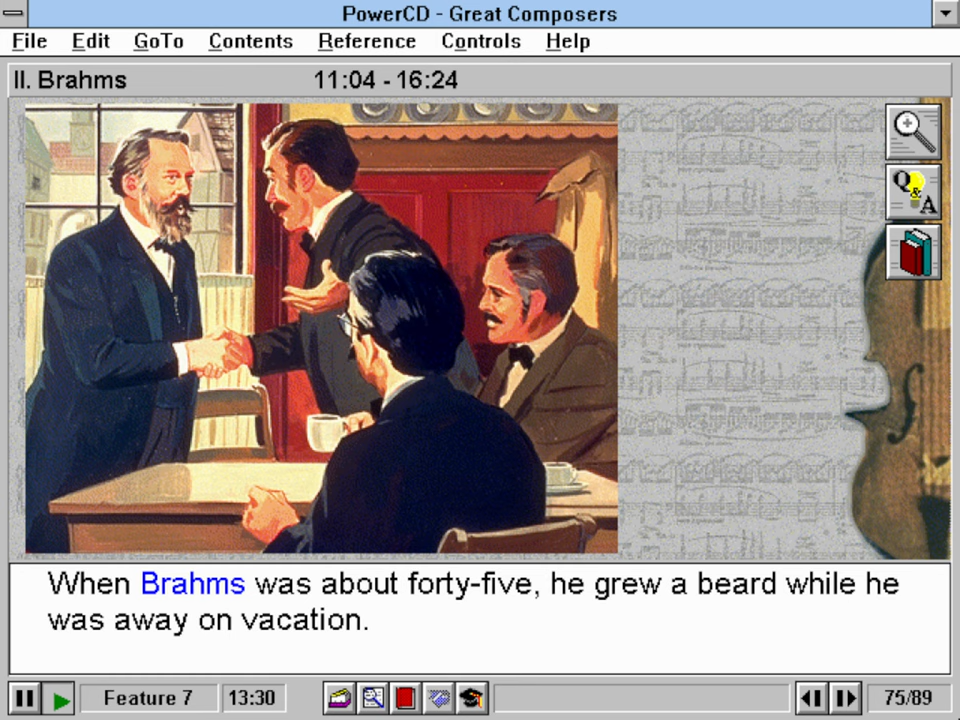 PowerCD - Great Composers
File Edit GoTo Contents Reference Controls Help
II. Brahms 11:04 - 16:24
Q & A
When Brahms was about forty-five, he grew a beard while he
was away on vacation.
Feature 7 13:30 75/89